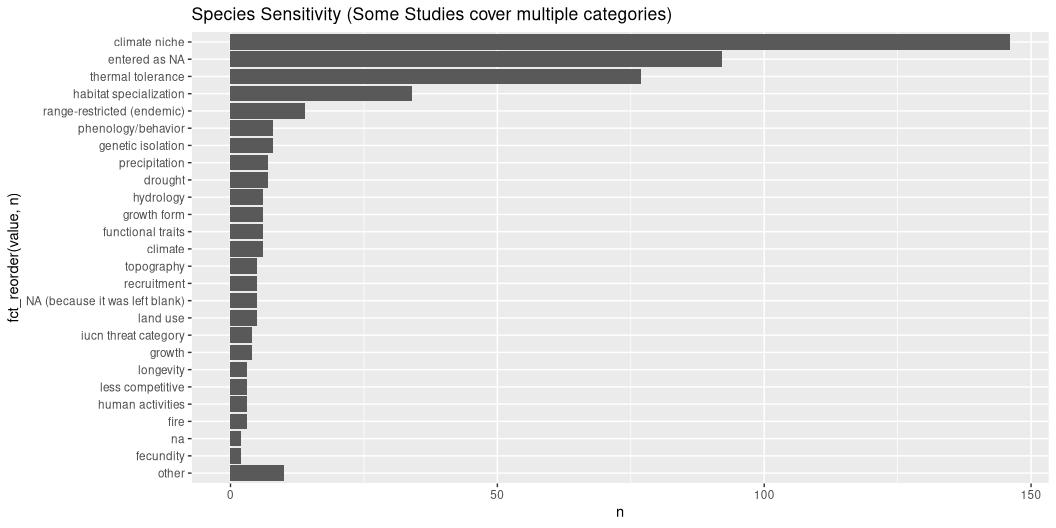 Species Sensitivity (Some Studies cover multiple categories)
climate niche
entered as NA
thermal tolerance
habitat specialization
range-restricted (endemic)
phenology/behavior
genetic isolation
precipitation
drought
hydrology
growth form
functional traits
climate
topography
recruitment
NA (because it was left blank)
land use
iucn threat category
growth
longevity
less competitive
human activities
fire
na
fecundity
other
fct_reorder(value, n)
0 50 100 150
n